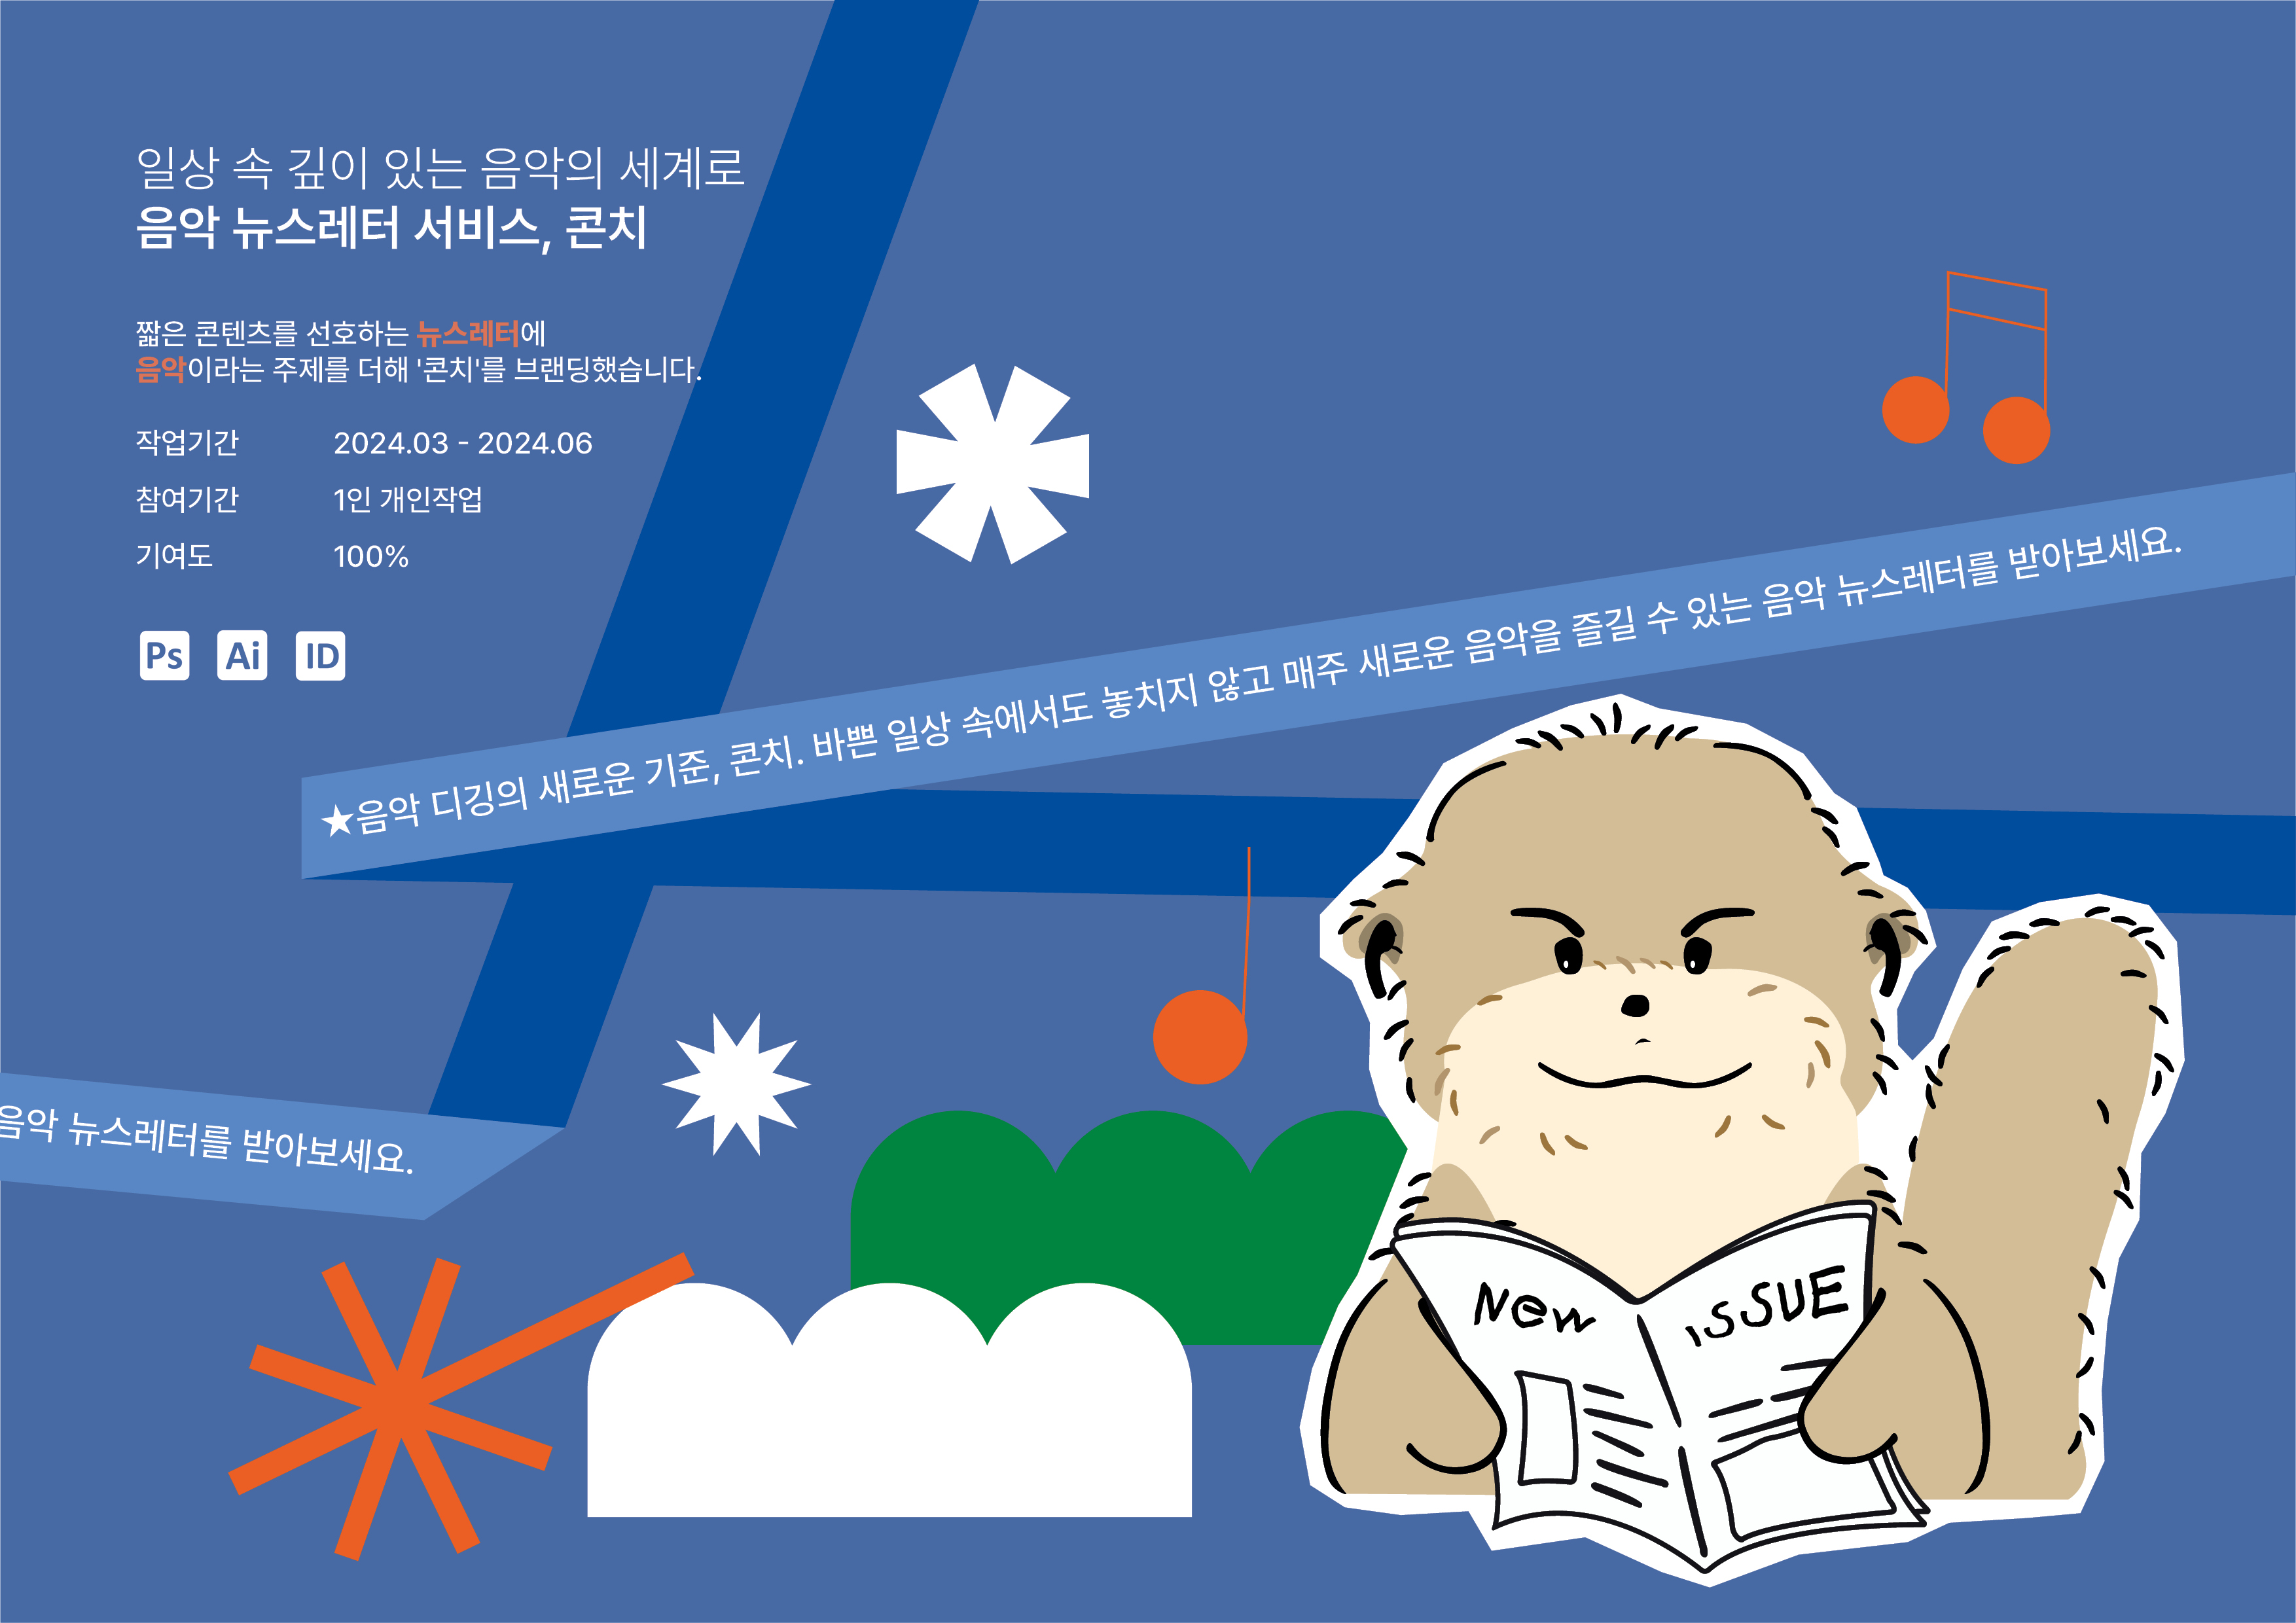 일상 속 깊이 있는 음악의 세계로
음악 뉴스레터 서비스, 콘치
짧은 콘텐츠를 선호하는 뉴스레터에
음악이라는 주제를 더해 '콘치'를 브랜딩했습니다.
작업기간 2024.03 - 2024.06
참여기간 1인 개인작업
기여도 100%
Ps Ai ID
★음악 디깅의 새로운 기준, 콘치. 바쁜 일상 속에서도 놓치지 않고 매주 새로운 음악을 즐길 수 있는 음악 뉴스레터를 받아보세요.
음악 뉴스레터를 받아보세요.
New ISSUE